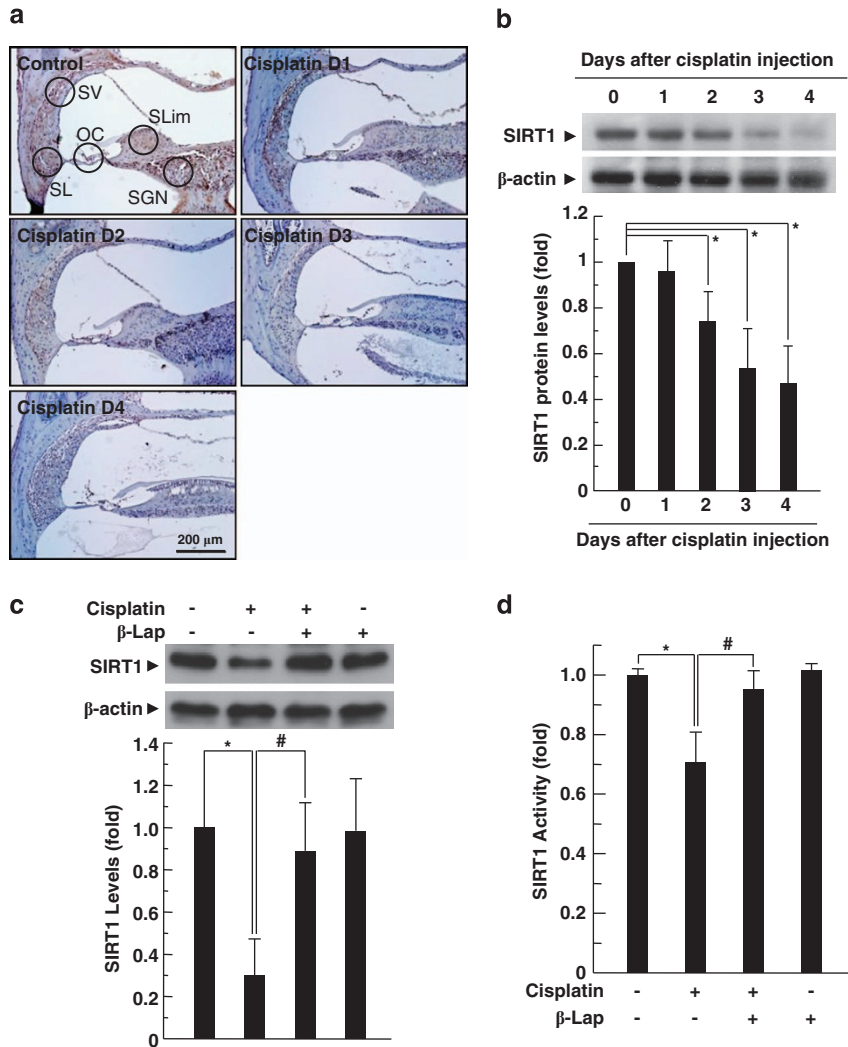 a
Control
SV
SLim
OC
SL
SGN
Cisplatin D1
Cisplatin D2
Cisplatin D3
Cisplatin D4
200 μm
b
Days after cisplatin injection
0 1 2 3 4
SIRT1 ►
β-actin ►
SIRT1 protein levels (fold)
1.2
1
0.8
0.6
0.4
0.2
0
* * *
0 1 2 3 4
Days after cisplatin injection
c
Cisplatin - + + -
β-Lap - - + +
SIRT1 ►
β-actin ►
SIRT1 Levels (fold)
1.4
1.2
1.0
0.8
0.6
0.4
0.2
0
* #
d
SIRT1 Activity (fold)
1.0
0.8
0.6
0.4
0.2
0
* #
Cisplatin - + + -
β-Lap - - + +